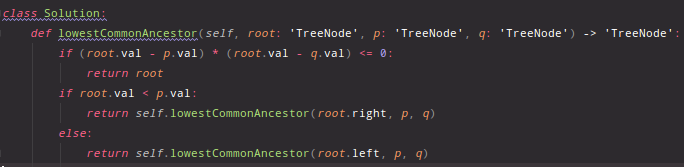 class Solution:
def lowestCommonAncestor(self, root: 'TreeNode', p: 'TreeNode', q: 'TreeNode') -> 'TreeNode':
if (root.val - p.val) * (root.val - q.val) <= 0:
return root
if root.val < p.val:
return self.lowestCommonAncestor(root.right, p, q)
else:
return self.lowestCommonAncestor(root.left, p, q)